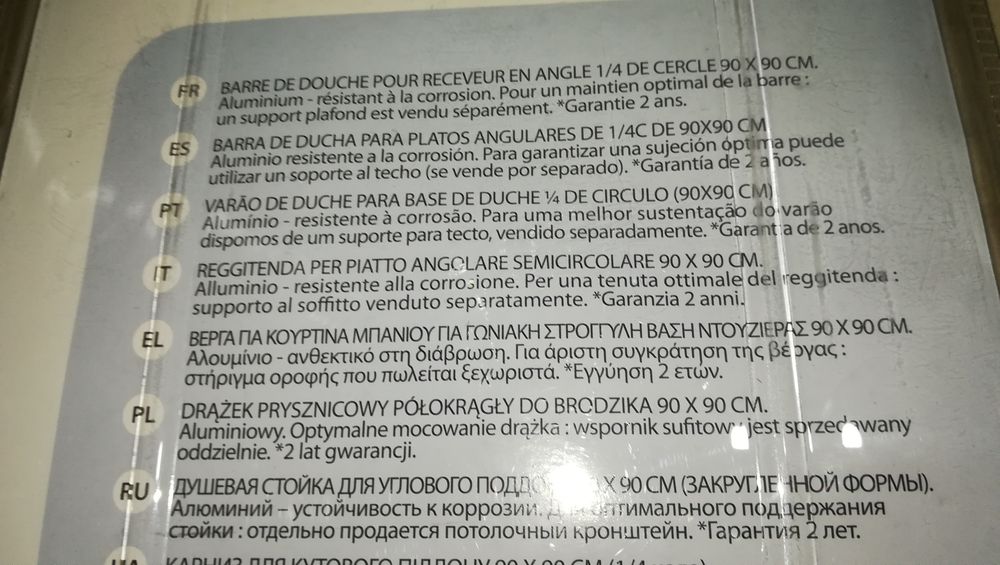 FR BARRE DE DOUCHE POUR RECEVEUR EN ANGLE 1/4 DE CERCLE 90 X 90 CM.
Aluminium - résistant à la corrosion. Pour un maintien optimal de la barre :
un support plafond est vendu séparément. *Garantie 2 ans.
ES BARRA DE DUCHA PARA PLATOS ANGULARES DE 1/4C DE 90X90 CM
Aluminio resistente a la corrosión. Para garantizar una sujeción óptima puede
utilizar un soporte al techo (se vende por separado). *Garantía de 2 años.
PT VARÃO DE DUCHE PARA BASE DE DUCHE ¼ DE CIRCULO (90X90 CM)
Alumínio - resistente à corrosão. Para uma melhor sustentação do varão
dispomos de um suporte para tecto, vendido separadamente. *Garantia de 2 anos.
IT REGGITENDA PER PIATTO ANGOLARE SEMICIRCOLARE 90 X 90 CM.
Alluminio - resistente alla corrosione. Per una tenuta ottimale del reggitenda :
supporto al soffitto venduto separatamente. *Garanzia 2 anni.
EL ΒΕΡΓΑ ΓΙΑ ΚΟΥΡΤΙΝΑ ΜΠΑΝΙΟΥ ΓΙΑ ΓΩΝΙΑΚΗ ΣΤΡΟΓΓΥΛΗ ΒΑΣΗ ΝΤΟΥΖΙΕΡΑΣ 90 X 90 CM.
Αλουμίνιο - ανθεκτικό στη διάβρωση. Για άριστη συγκράτηση της βέργας :
στήριγμα οροφής που πωλείται ξεχωριστά. *Εγγύηση 2 ετών.
PL DRĄŻEK PRYSZNICOWY PÓŁOKRĄGŁY DO BRODZIKA 90 X 90 CM.
Aluminiowy. Optymalne mocowanie drążka : wspornik sufitowy jest sprzedawany
oddzielnie. *2 lat gwarancji.
RU ДУШЕВАЯ СТОЙКА ДЛЯ УГЛОВОГО X 90 СМ (ЗАКРУГЛЕННОЙ ФОРМЫ).
Алюминий – устойчивость к коррозии. Для оптимального поддержания
стойки : отдельно продается потолочный кронштейн. *Гарантия 2 лет.
КАРНИЗ ДЛЯ КУТОВОГО ПІДДОНУ 90 X 90 СМ